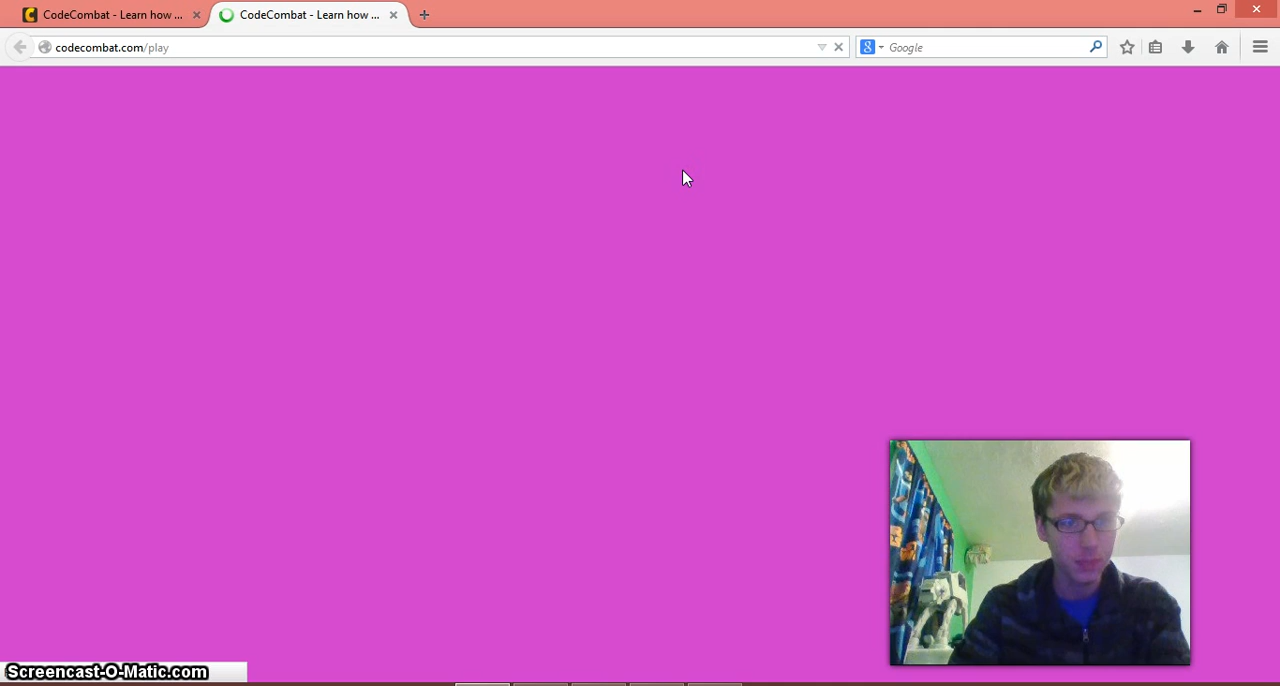 CodeCombat - Learn how ...
CodeCombat - Learn how ...
codecombat.com/play
Google
Screencast-O-Matic.com